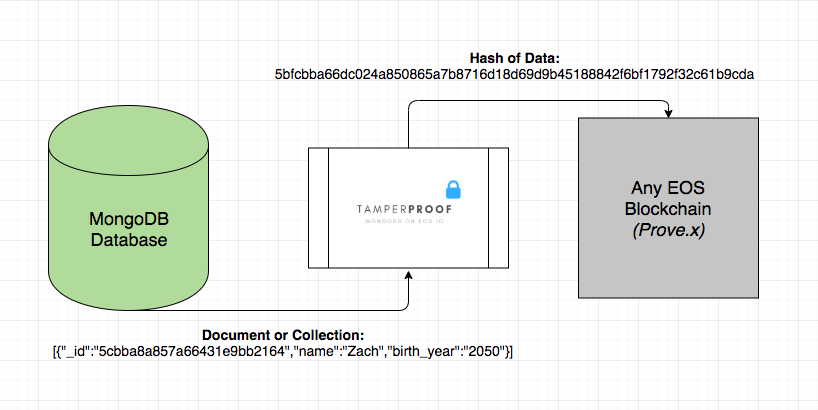 Hash of Data:
5bfcbba66dc024a850865a7b8716d18d69d9b45188842f6bf1792f32c61b9cda
MongoDB
Database
TAMPERPROOF
MONGODB ON EOS.IO
Any EOS
Blockchain
(Prove.x)
Document or Collection:
[{"_id":"5cbba8a857a66431e9bb2164","name":"Zach","birth_year":"2050"}]